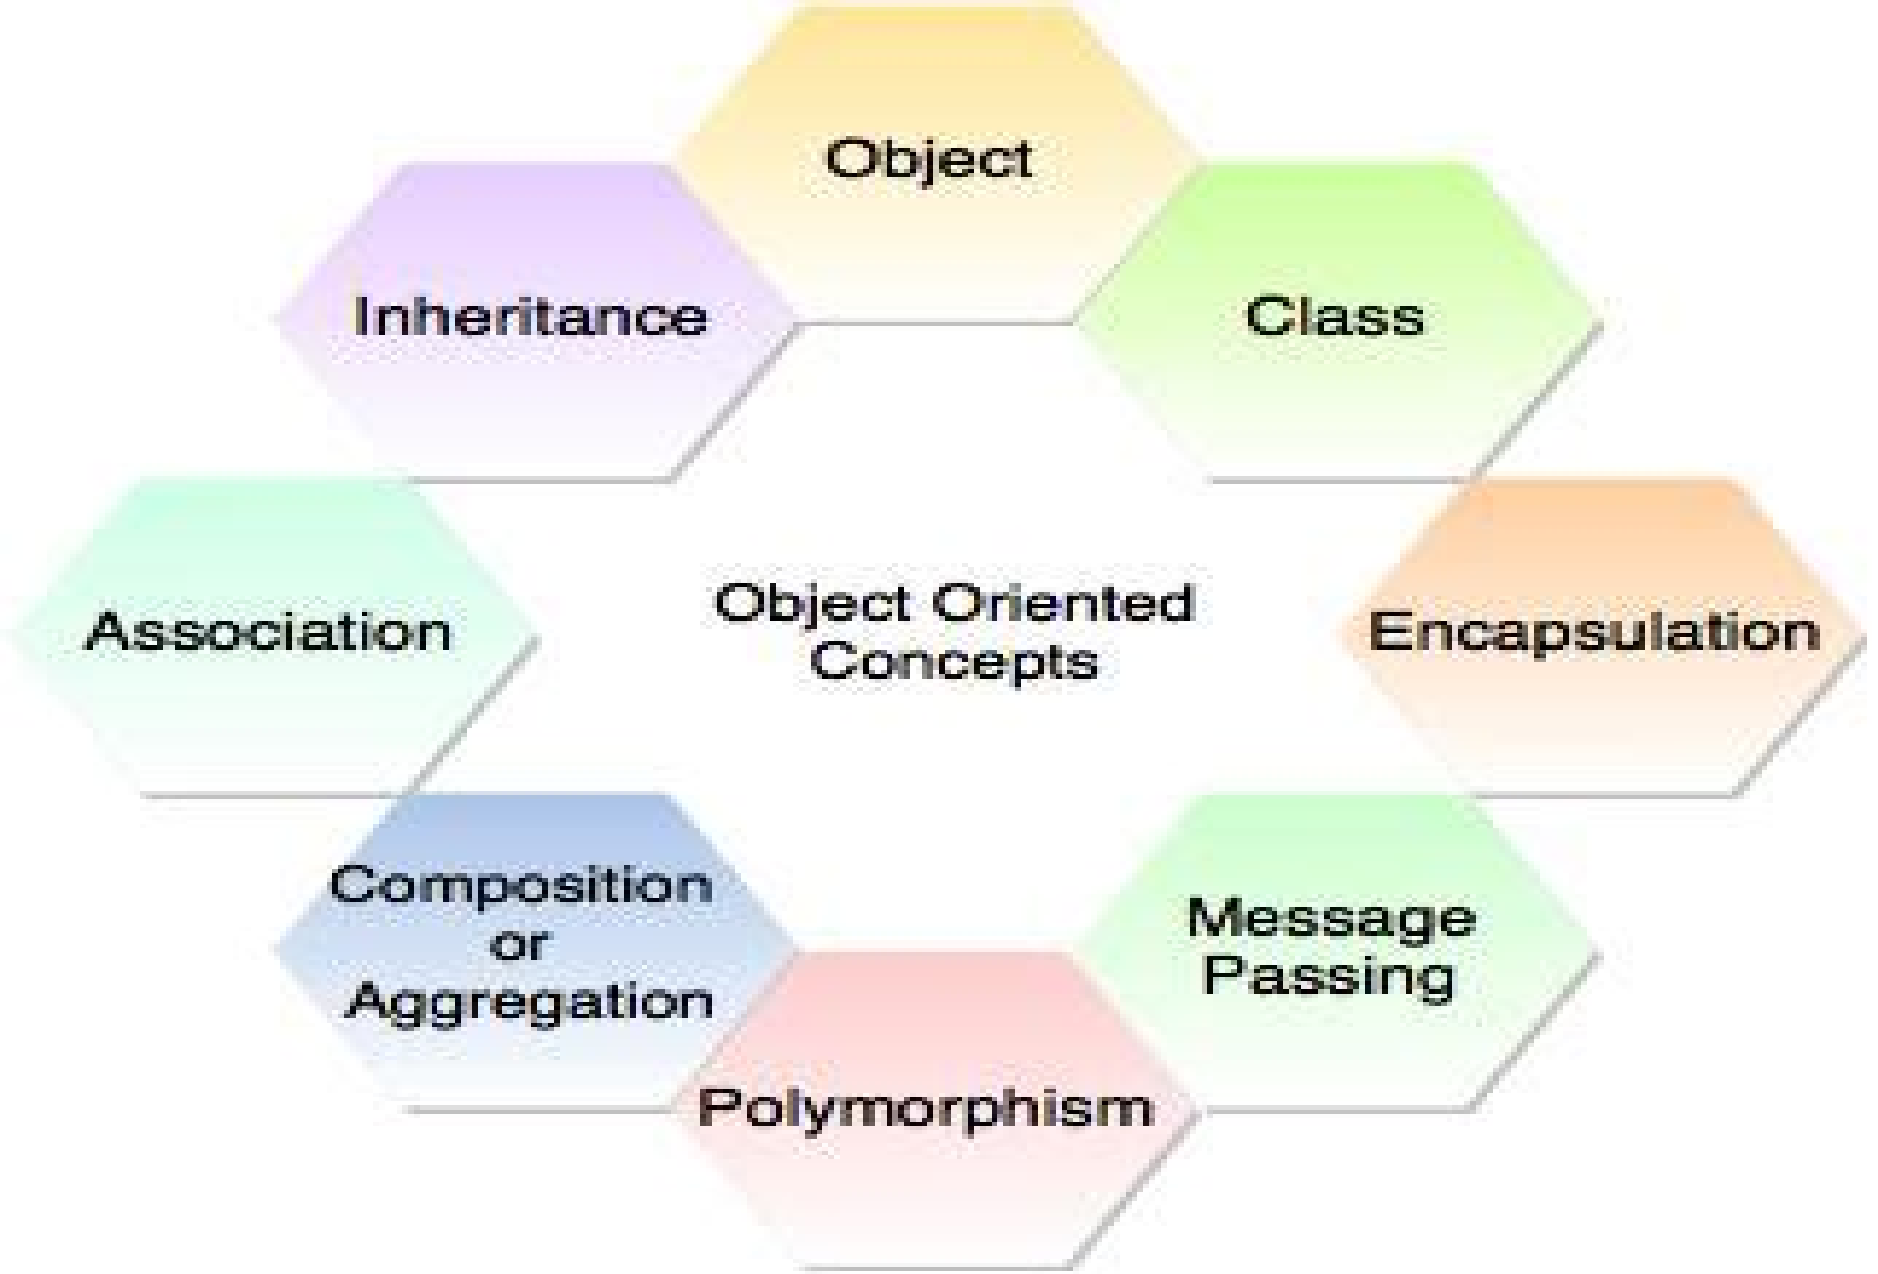 Object
Inheritance
Class
Object Oriented
Concepts
Association
Encapsulation
Composition
or
Aggregation
Message
Passing
Polymorphism